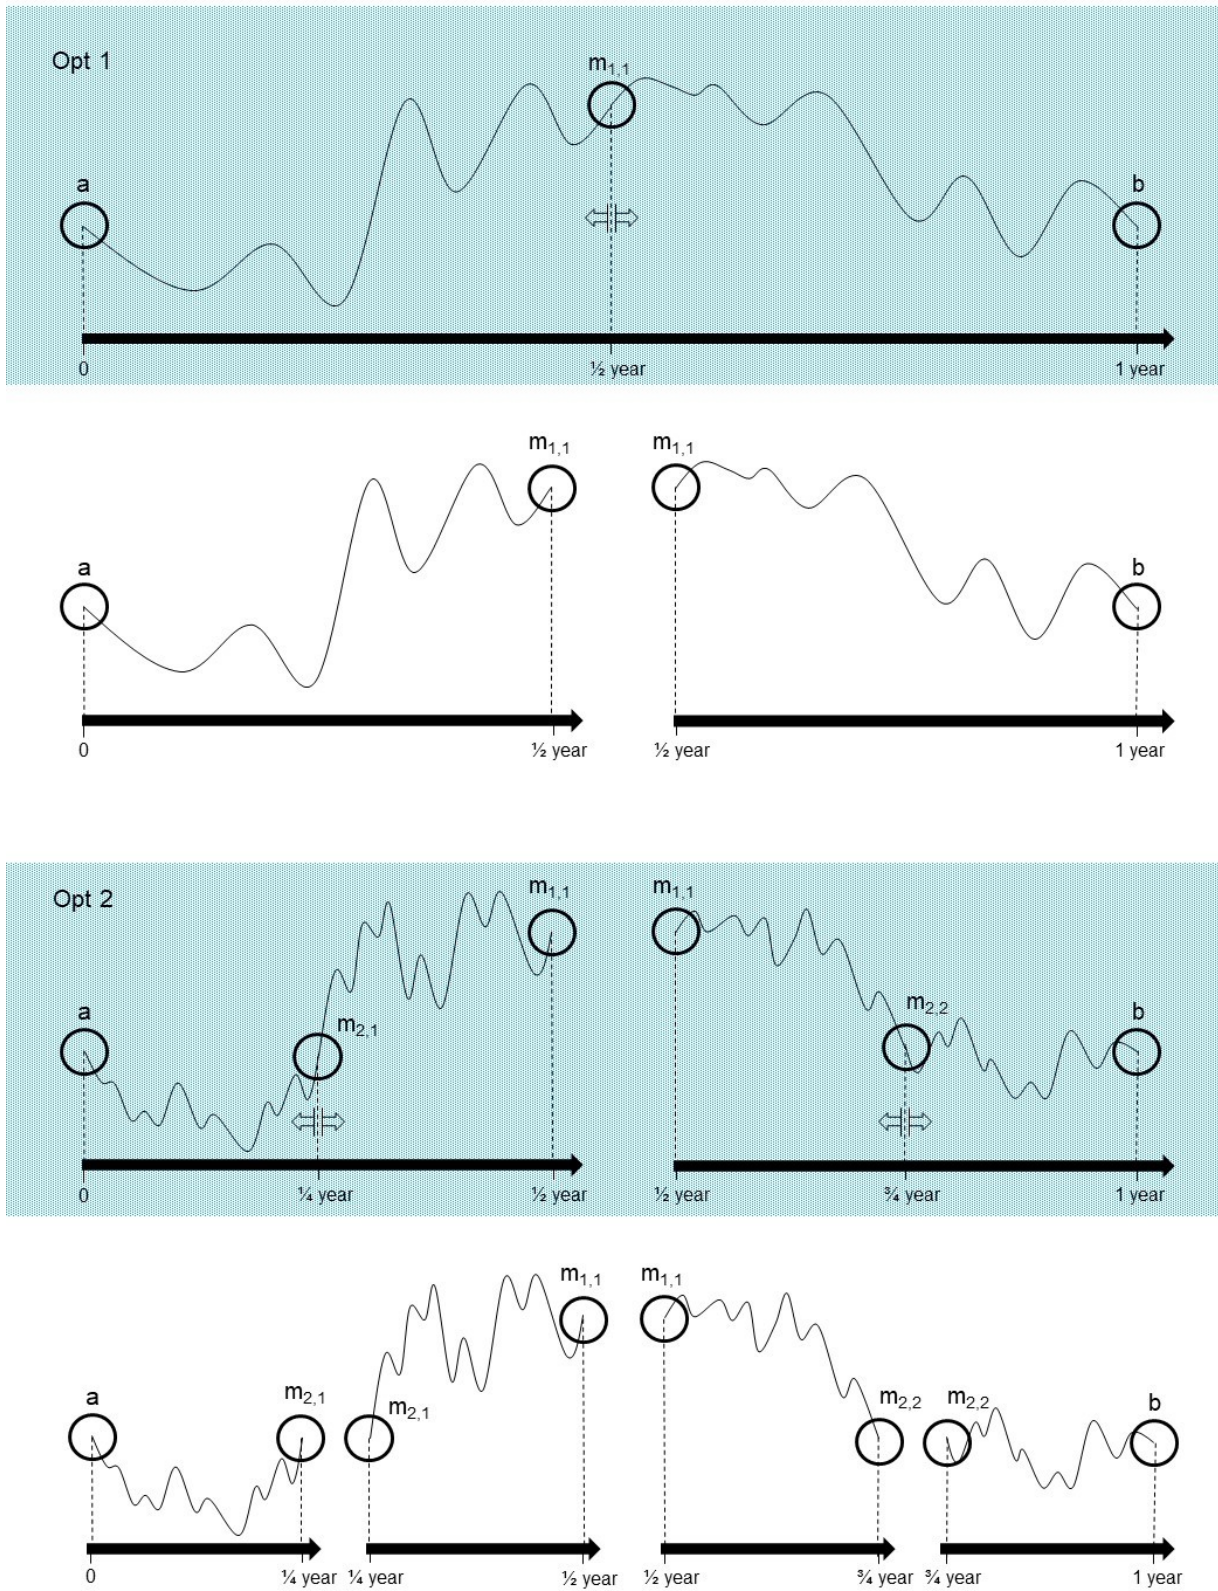 Opt 1
m1,1
a
b
0
½ year
1 year
m1,1
m1,1
a
b
0
½ year
½ year
1 year
Opt 2
m1,1
m1,1
a
m2,1
m2,2
b
0
¼ year
½ year
½ year
¾ year
1 year
m1,1
m1,1
a
m2,1
m2,1
m2,2
m2,2
b
0
¼ year
¼ year
½ year
½ year
¾ year
¾ year
1 year